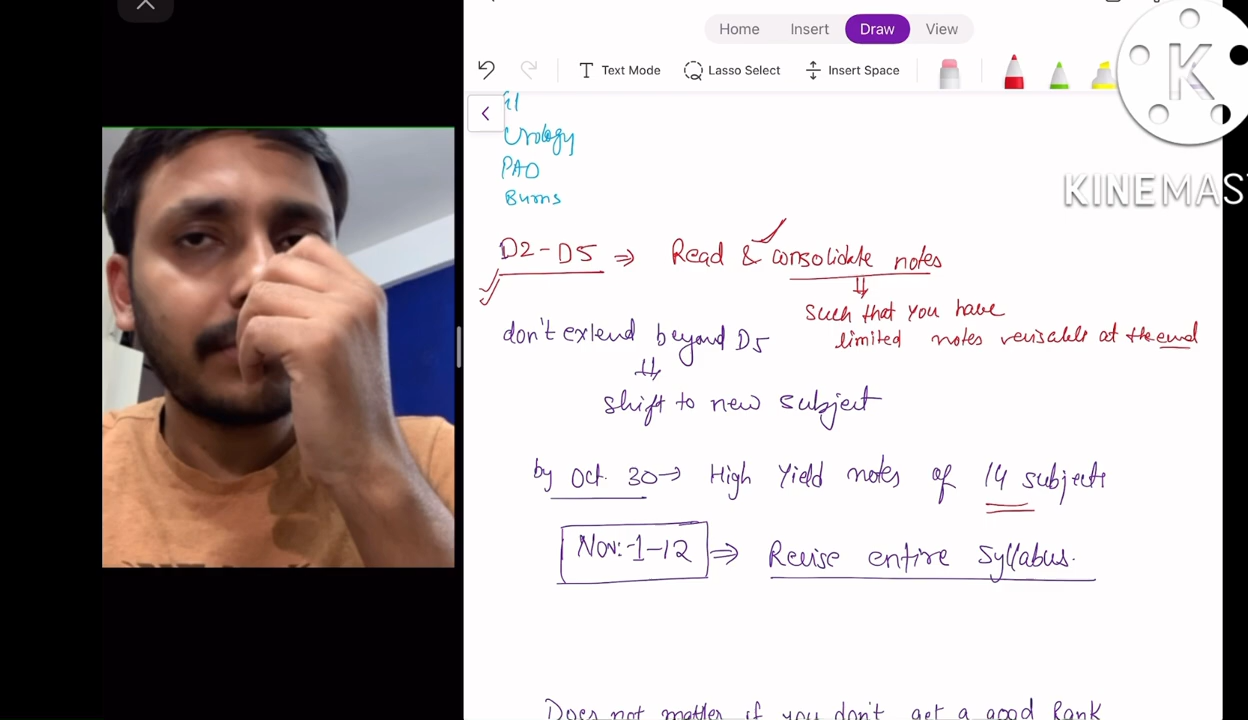 Home Insert Draw View
Text Mode Lasso Select Insert Space
K
KINEMAS
Urology
PAD
Burns
D2-D5 ⇒ Read & consolidate notes
⇓
such that you have
limited notes revisable at the end
don't extend beyond D5
⇓
shift to new subject
by Oct. 30 → High Yield notes of 14 subjects
Nov:-1-12 ⇒ Revise entire syllabus.
Does not matter if you don't get a good Rank